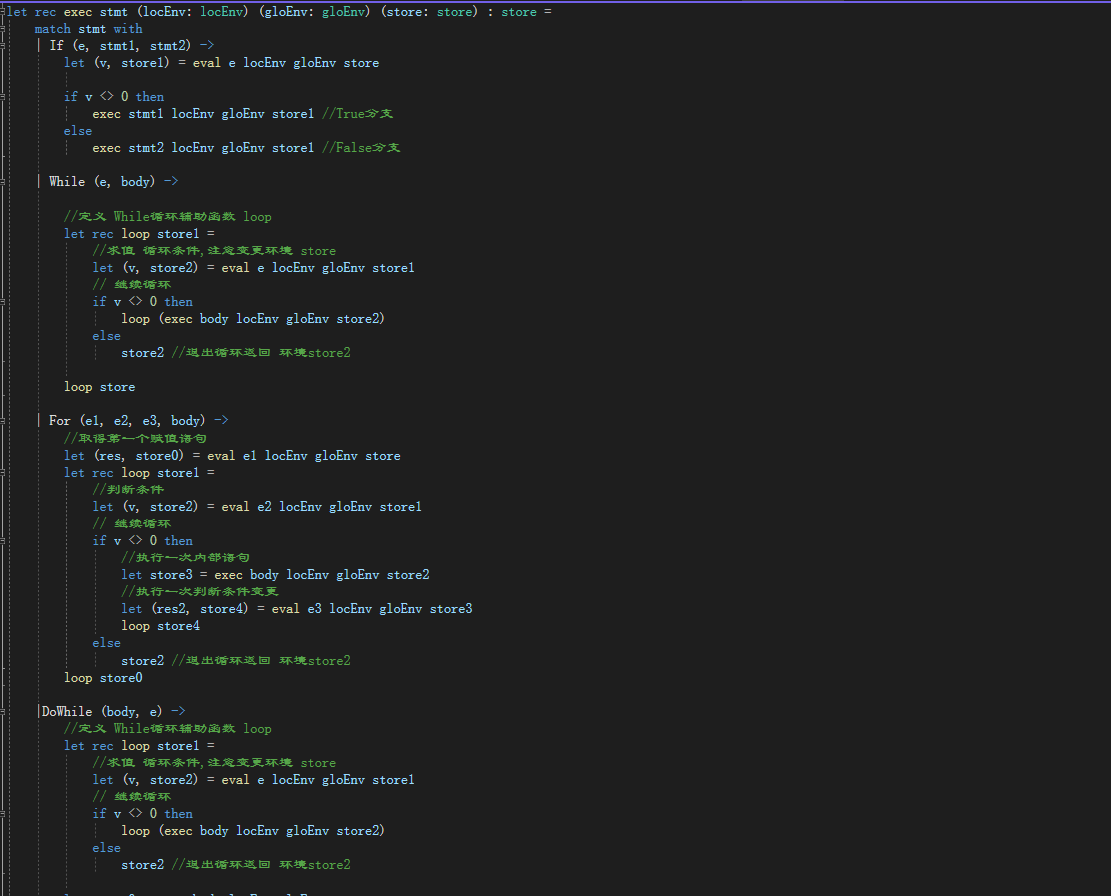 let rec exec stmt (locEnv: locEnv) (gloEnv: gloEnv) (store: store) : store =
match stmt with
| If (e, stmt1, stmt2) ->
let (v, store1) = eval e locEnv gloEnv store
if v <> 0 then
exec stmt1 locEnv gloEnv store1 //True分支
else
exec stmt2 locEnv gloEnv store1 //False分支
| While (e, body) ->
//定义 While循环辅助函数 loop
let rec loop store1 =
//求值 循环条件,注意变更环境 store
let (v, store2) = eval e locEnv gloEnv store1
// 继续循环
if v <> 0 then
loop (exec body locEnv gloEnv store2)
else
store2 //退出循环返回 环境store2
loop store
| For (e1, e2, e3, body) ->
//取得第一个赋值语句
let (res, store0) = eval e1 locEnv gloEnv store
let rec loop store1 =
//判断条件
let (v, store2) = eval e2 locEnv gloEnv store1
// 继续循环
if v <> 0 then
//执行一次内部语句
let store3 = exec body locEnv gloEnv store2
//执行一次判断条件变更
let (res2, store4) = eval e3 locEnv gloEnv store3
loop store4
else
store2 //退出循环返回 环境store2
loop store0
|DoWhile (body, e) ->
//定义 While循环辅助函数 loop
let rec loop store1 =
//求值 循环条件,注意变更环境 store
let (v, store2) = eval e locEnv gloEnv store1
// 继续循环
if v <> 0 then
loop (exec body locEnv gloEnv store2)
else
store2 //退出循环返回 环境store2